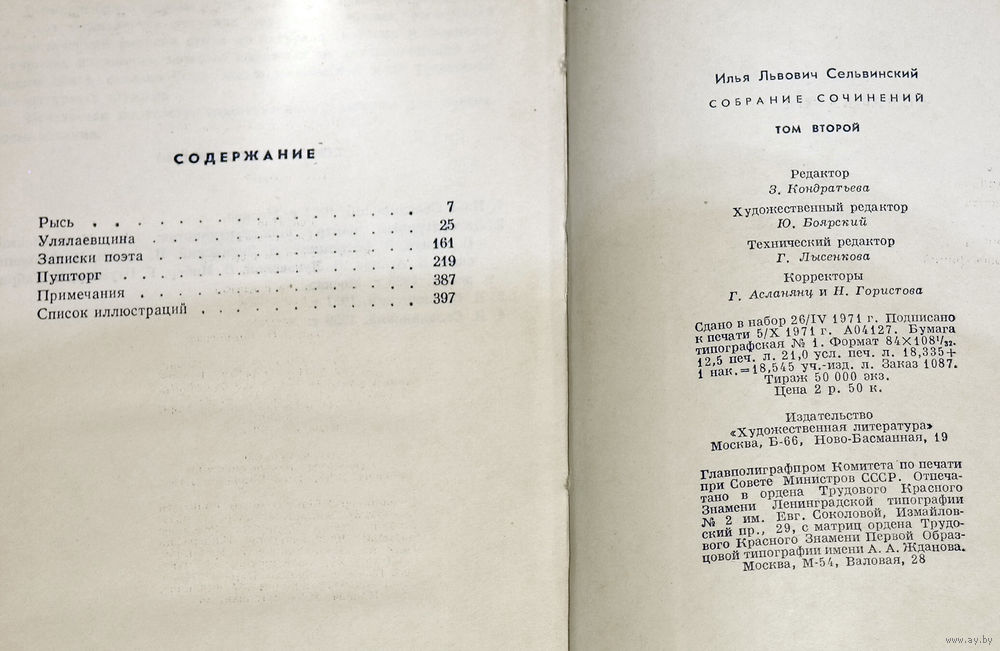 СОДЕРЖАНИЕ
Рысь . . . . . . . . . . . . . . . 7
Улялаевщина . . . . . . . . . . . . 25
Записки поэта . . . . . . . . . . . 161
Пушторг . . . . . . . . . . . . . . 219
Примечания . . . . . . . . . . . . . 387
Список иллюстраций . . . . . . . . . 397
Илья Львович Сельвинский
СОБРАНИЕ СОЧИНЕНИЙ
ТОМ ВТОРОЙ
Редактор
З. Кондратьева
Художественный редактор
Ю. Боярский
Технический редактор
Г. Лысенкова
Корректоры
Г. Асланянц и Н. Гористова
Сдано в набор 26/IV 1971 г. Подписано
к печати 5/X 1971 г. А04127. Бумага
типографская № 1. Формат 84×108¹/₃₂.
12,5 печ. л. 21,0 усл. печ. л. 18,335+
1 нак.=18,545 уч.-изд. л. Заказ 1087.
Тираж 50 000 экз.
Цена 2 р. 50 к.
Издательство
«Художественная литература»
Москва, Б-66, Ново-Басманная, 19
Главполиграфпром Комитета по печати
при Совете Министров СССР. Отпеча-
тано в ордена Трудового Красного
Знамени Ленинградской типографии
№ 2 им. Евг. Соколовой, Измайлов-
ский пр., 29, с матриц ордена Трудо-
вого Красного Знамени Первой Образ-
цовой типографии имени А. А. Жданова.
Москва, М-54, Валовая, 28
www.ay.by